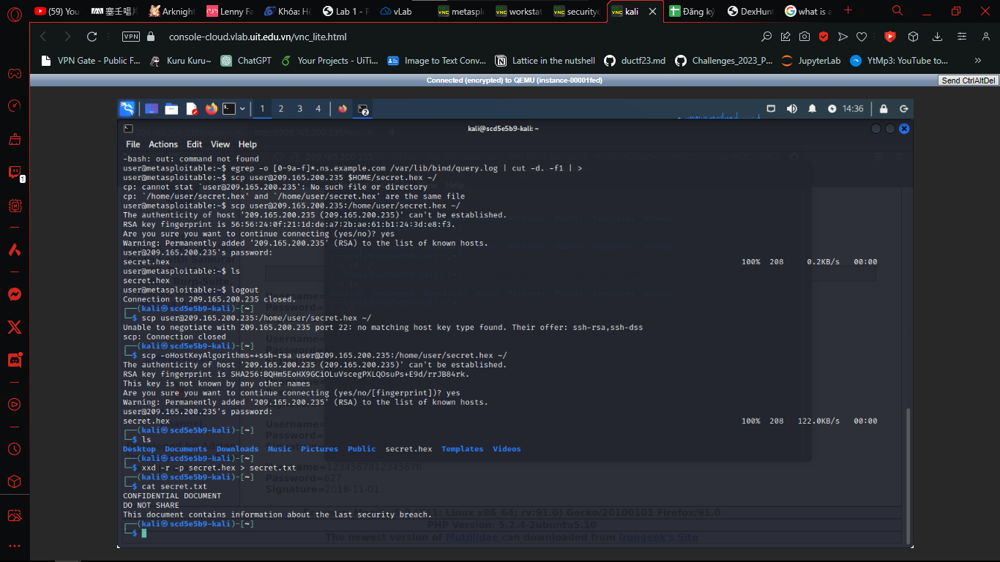 (59) You
塞壬唱片
Arknigh
Lenny Fa
Khóa: Hệ
Lab 1 - F
vLab
metasplo
workstat
security
kali
Đăng ký
DexHunt
what is a
VPN
console-cloud.vlab.uit.edu.vn/vnc_lite.html
VPN Gate - Public F...
Kuru Kuru~
ChatGPT
Your Projects - UiTi...
Image to Text Conv...
Lattice in the nutshell
ductf23.md
Challenges_2023_P...
JupyterLab
YtMp3: YouTube to...
»
Connected (encrypted) to QEMU (instance-00001fed)
Send CtrlAltDel
1 2 3 4
2
14:36
kali@scd5e5b9-kali: ~
File Actions Edit View Help
-bash: out: command not found
user@metasploitable:~$ egrep -o [0-9a-f]*.ns.example.com /var/lib/bind/query.log | cut -d. -f1 | >
user@metasploitable:~$ scp user@209.165.200.235 $HOME/secret.hex ~/
cp: cannot stat `user@209.165.200.235': No such file or directory
cp: `/home/user/secret.hex' and `/home/user/secret.hex' are the same file
user@metasploitable:~$ scp user@209.165.200.235:/home/user/secret.hex ~/
The authenticity of host '209.165.200.235 (209.165.200.235)' can't be established.
RSA key fingerprint is 56:56:24:0f:21:1d:de:a7:2b:ae:61:b1:24:3d:e8:f3.
Are you sure you want to continue connecting (yes/no)? yes
Warning: Permanently added '209.165.200.235' (RSA) to the list of known hosts.
user@209.165.200.235's password:
secret.hex 100% 208 0.2KB/s 00:00
user@metasploitable:~$ ls
secret.hex
user@metasploitable:~$ logout
Connection to 209.165.200.235 closed.
┌──(kali㉿scd5e5b9-kali)-[~]
└─$ scp user@209.165.200.235:/home/user/secret.hex ~/
Unable to negotiate with 209.165.200.235 port 22: no matching host key type found. Their offer: ssh-rsa,ssh-dss
scp: Connection closed
┌──(kali㉿scd5e5b9-kali)-[~]
└─$ scp -oHostKeyAlgorithms=+ssh-rsa user@209.165.200.235:/home/user/secret.hex ~/
The authenticity of host '209.165.200.235 (209.165.200.235)' can't be established.
RSA key fingerprint is SHA256:BQHm5EoHX9GCiOLuVscegPXLQOsuPs+E9d/rrJB84rk.
This key is not known by any other names
Are you sure you want to continue connecting (yes/no/[fingerprint])? yes
Warning: Permanently added '209.165.200.235' (RSA) to the list of known hosts.
user@209.165.200.235's password:
secret.hex 100% 208 122.0KB/s 00:00
┌──(kali㉿scd5e5b9-kali)-[~]
└─$ ls
Desktop Documents Downloads Music Pictures Public secret.hex Templates Videos
┌──(kali㉿scd5e5b9-kali)-[~]
└─$ xxd -r -p secret.hex > secret.txt
┌──(kali㉿scd5e5b9-kali)-[~]
└─$ cat secret.txt
CONFIDENTIAL DOCUMENT
DO NOT SHARE
This document contains information about the last security breach.
┌──(kali㉿scd5e5b9-kali)-[~]
└─$
Password=627
Signature=2018-11-01
PHP Version: 5.2.4-2ubuntu5.10
The newest version of Mutillidae can downloaded from Irongeek's Site
1